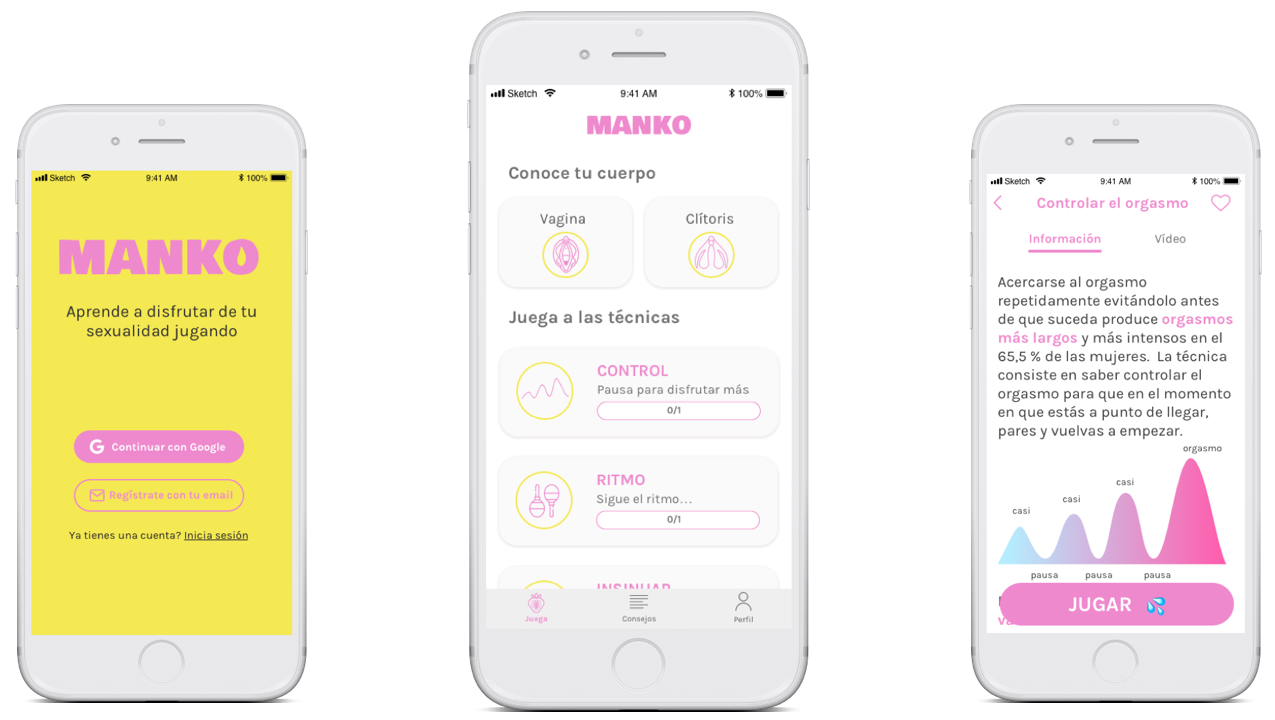 Sketch 9:41 AM 100%
MANKO
Aprende a disfrutar de tu
sexualidad jugando
G Continuar con Google
Regístrate con tu email
Ya tienes una cuenta? Inicia sesión
Sketch 9:41 AM 100%
MANKO
Conoce tu cuerpo
Vagina
Clítoris
Juega a las técnicas
CONTROL
Pausa para disfrutar más
0/1
RITMO
Sigue el ritmo...
0/1
INSINUAR
Juega
Consejos
Perfil
Sketch 9:41 AM 100%
Controlar el orgasmo
Información
Vídeo
Acercarse al orgasmo
repetidamente evitándolo antes
de que suceda produce orgasmos
más largos y más intensos en el
65,5 % de las mujeres. La técnica
consiste en saber controlar el
orgasmo para que en el momento
en que estás a punto de llegar,
pares y vuelvas a empezar.
orgasmo
casi
casi
casi
pausa
pausa
pausa
JUGAR 💦